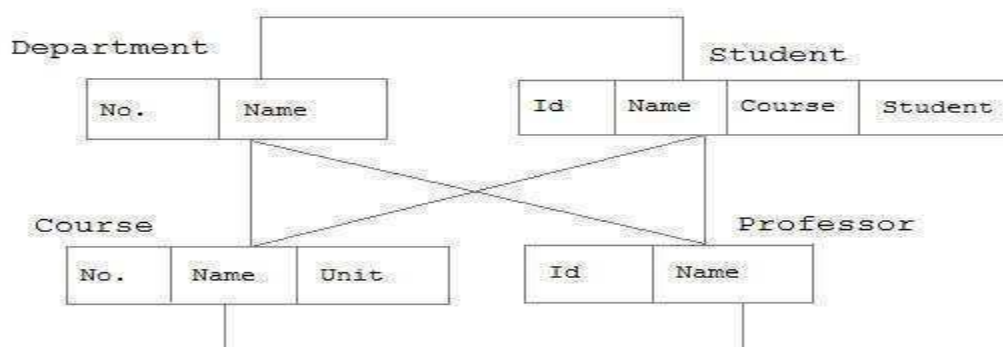 Department
Student
No. Name
Id Name Course Student
Course
Professor
No. Name Unit
Id Name